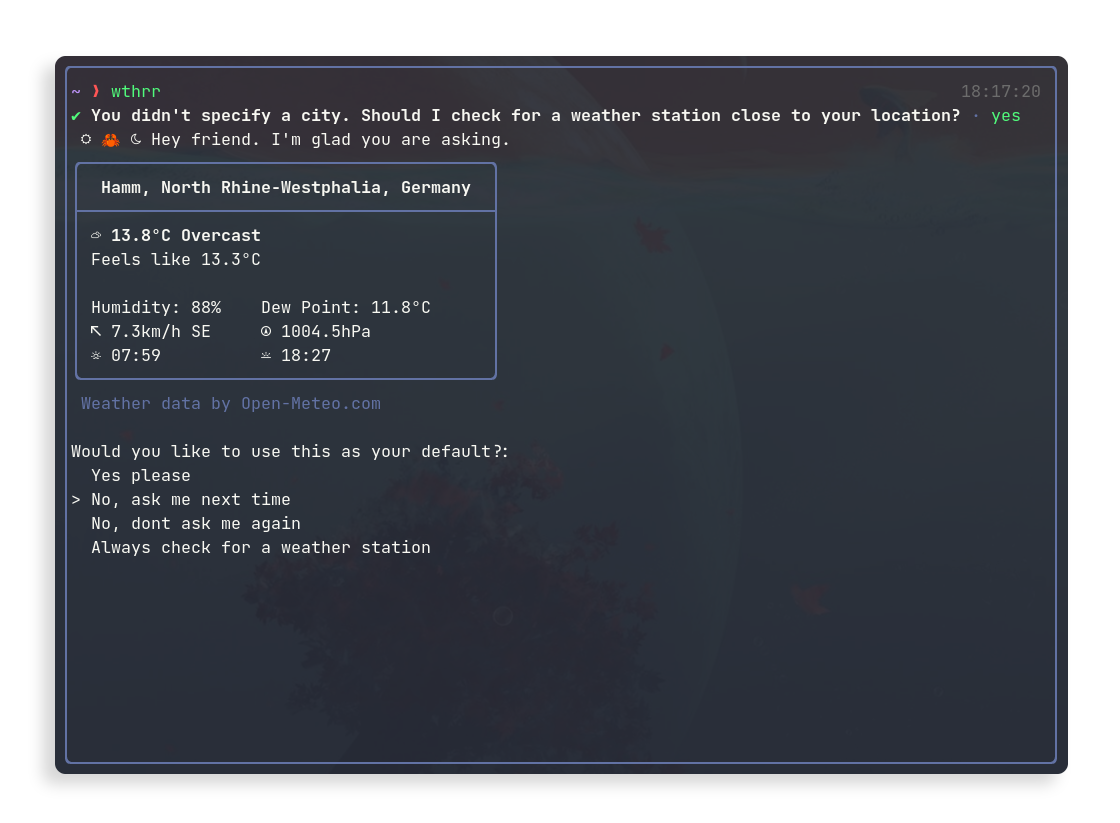 ~ ❯ wthrr 18:17:20
✔ You didn't specify a city. Should I check for a weather station close to your location? · yes
Hey friend. I'm glad you are asking.
Hamm, North Rhine-Westphalia, Germany
13.8°C Overcast
Feels like 13.3°C
Humidity: 88% Dew Point: 11.8°C
7.3km/h SE 1004.5hPa
07:59 18:27
Weather data by Open-Meteo.com
Would you like to use this as your default?:
Yes please
> No, ask me next time
No, dont ask me again
Always check for a weather station